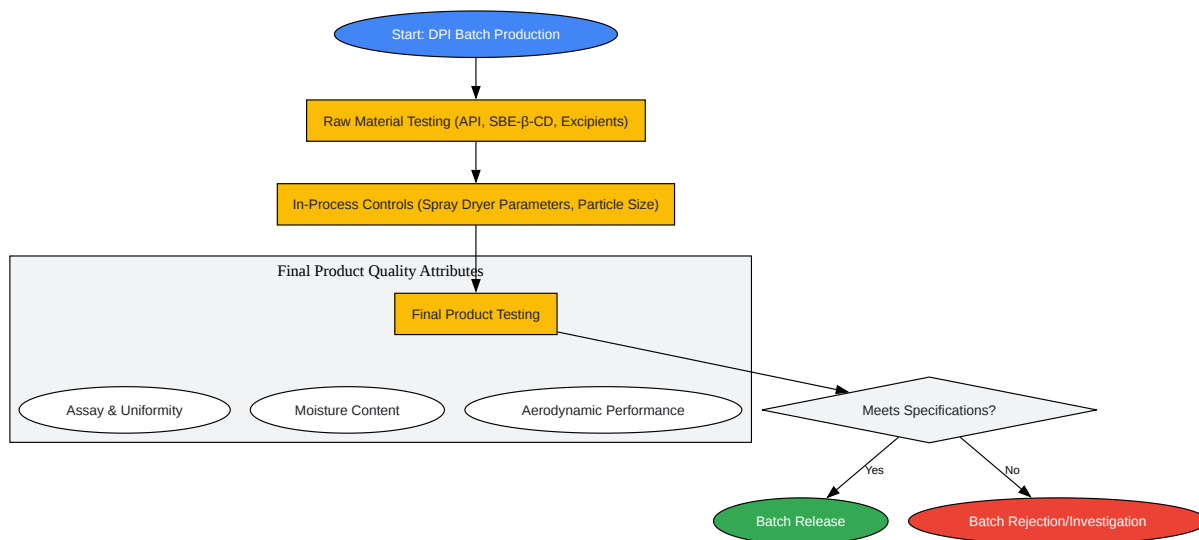 Start: DPI Batch Production
Raw Material Testing (API, SBE-β-CD, Excipients)
In-Process Controls (Spray Dryer Parameters, Particle Size)
Final Product Quality Attributes
Final Product Testing
Assay & Uniformity
Moisture Content
Aerodynamic Performance
Meets Specifications?
Yes
No
Batch Release
Batch Rejection/Investigation